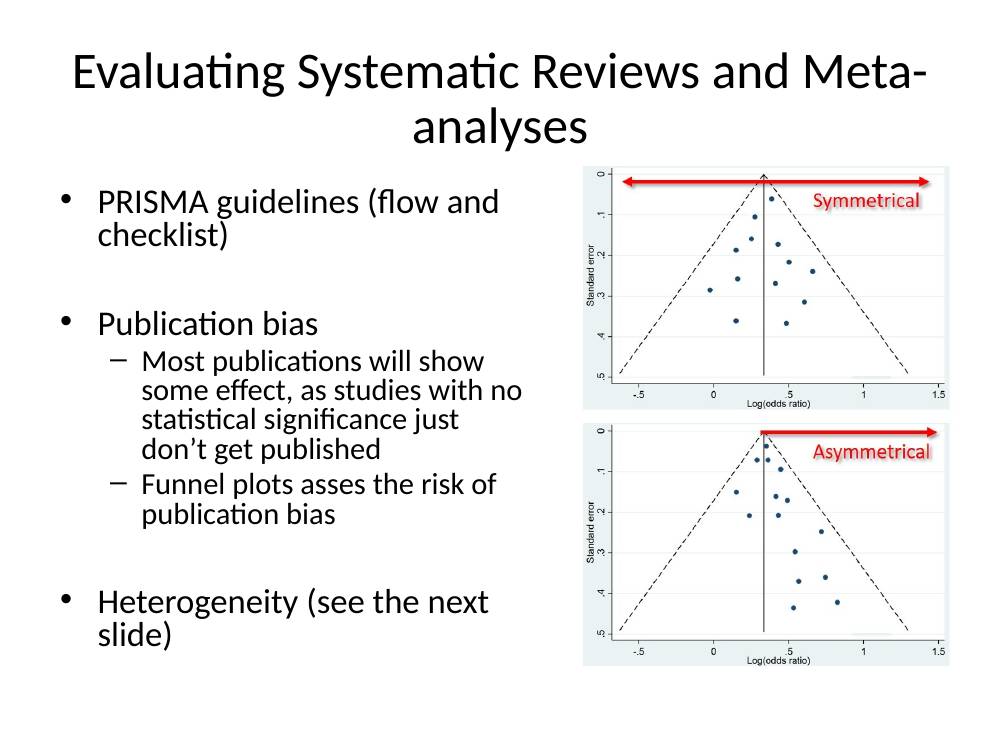 Evaluating Systematic Reviews and Meta-
analyses
• PRISMA guidelines (flow and
checklist)
• Publication bias
– Most publications will show
some effect, as studies with no
statistical significance just
don’t get published
– Funnel plots asses the risk of
publication bias
• Heterogeneity (see the next
slide)
Symmetrical
Standard error
0
.1
.2
.3
.4
.5
-.5 0 .5 1 1.5
Log(odds ratio)
Asymmetrical
Standard error
0
.1
.2
.3
.4
.5
-.5 0 .5 1 1.5
Log(odds ratio)